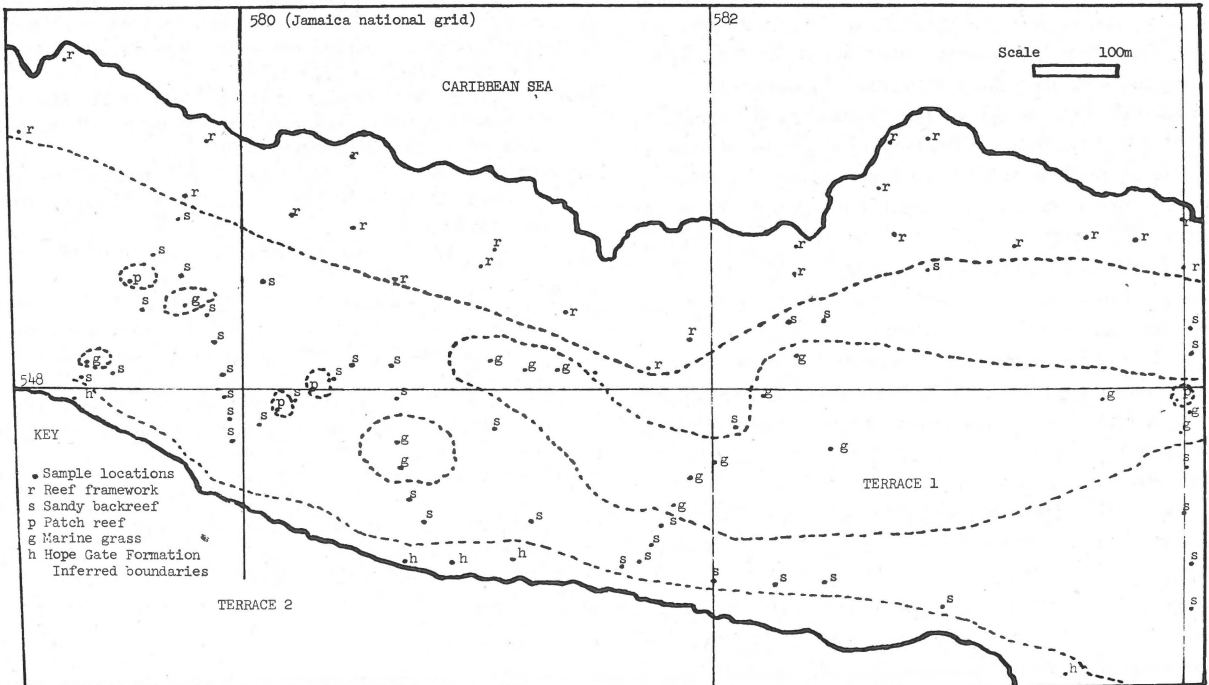 580 (Jamaica national grid)
582
Scale 100m
r
CARIBBEAN SEA
r r r r r
r r
s r r r
r r r r r
s r r r
s r r s
p s s r
s g r
s s s s
s r s
g g g s
s s s s g g r
548
p s
h s s s g g p
s p g
s s s s g
KEY
g g
Sample locations
g g s
r Reef framework
TERRACE 1
s Sandy backreef
s g
p Patch reef
s s s s
g Marine grass
s
h Hope Gate Formation
h h h s s s
Inferred boundaries
s s s
TERRACE 2
s s
h